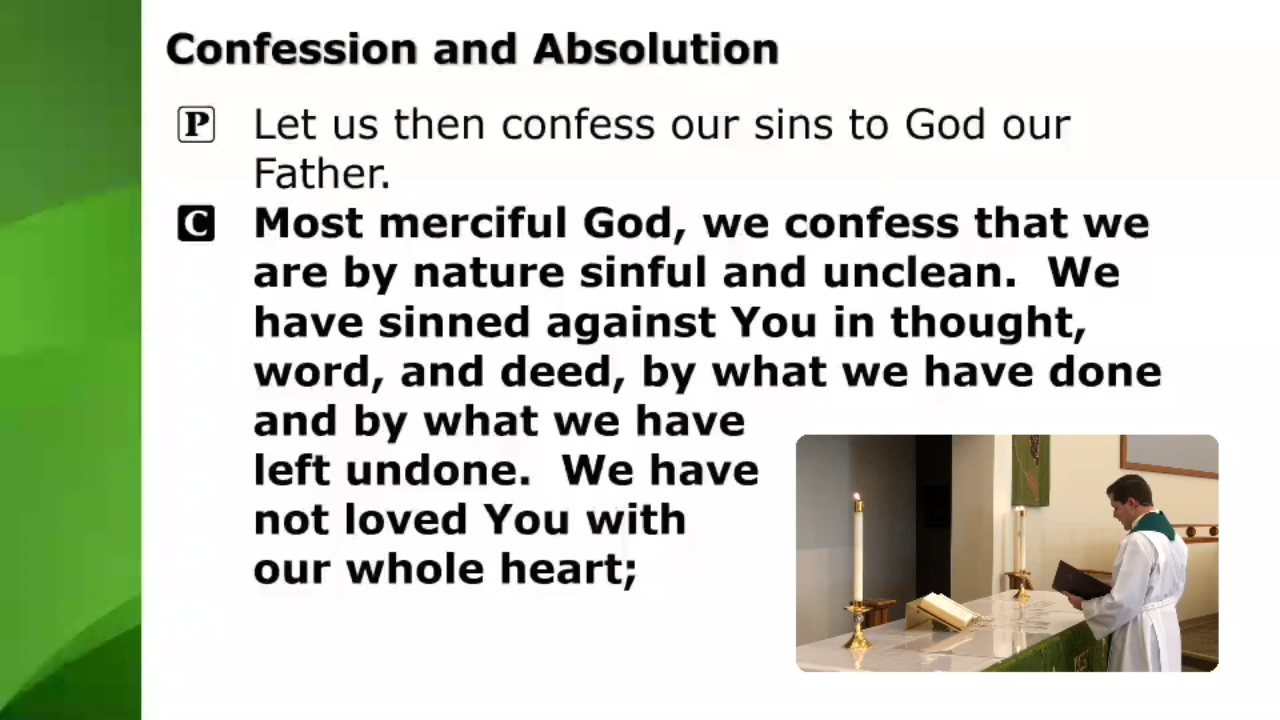 Confession and Absolution
P Let us then confess our sins to God our
Father.
C Most merciful God, we confess that we
are by nature sinful and unclean.  We
have sinned against You in thought,
word, and deed, by what we have done
and by what we have
left undone.  We have
not loved You with
our whole heart;